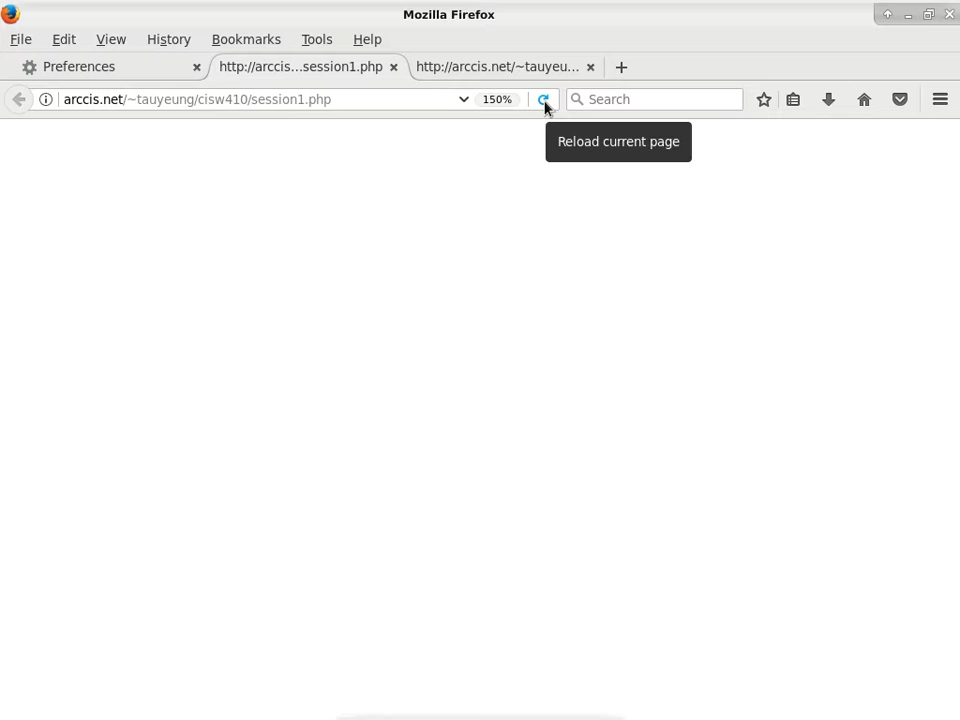 Mozilla Firefox
File Edit View History Bookmarks Tools Help
Preferences http://arccis...session1.php http://arccis.net/~tauyeu...
arccis.net/~tauyeung/cisw410/session1.php 150% Search
Reload current page